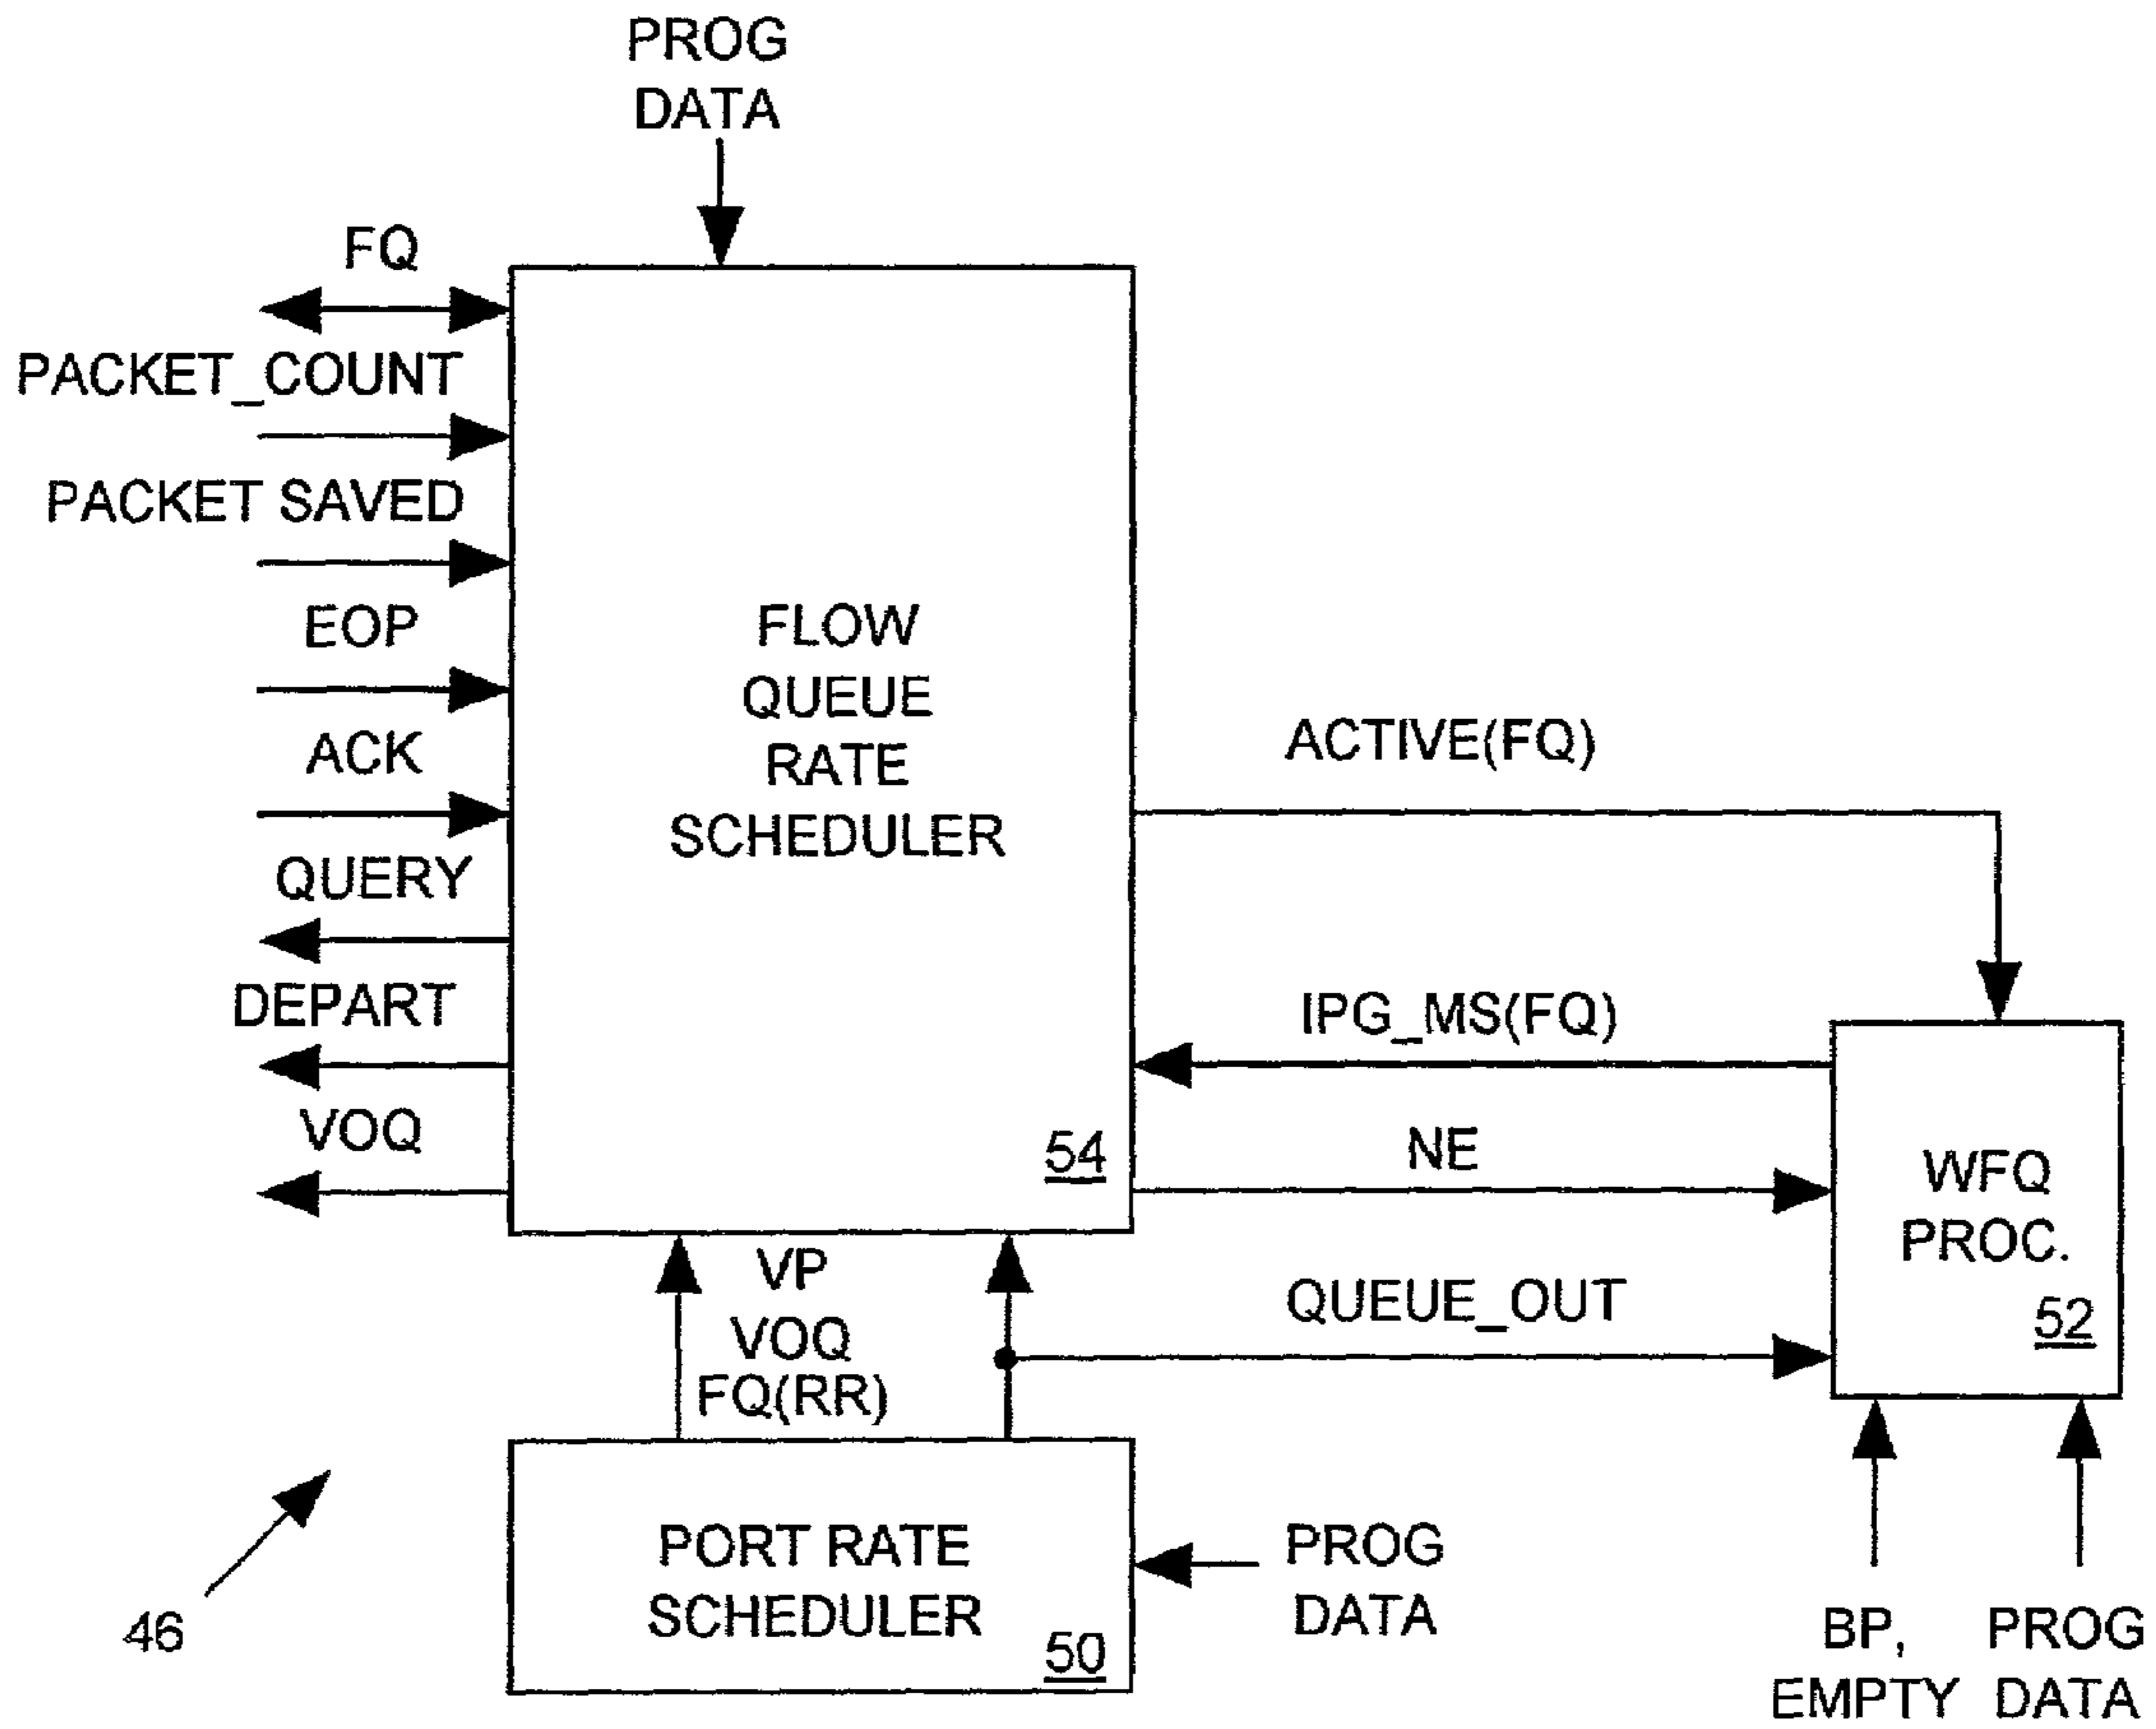 PROG
DATA
FQ
PACKET_COUNT
PACKET SAVED
EOP
ACK
QUERY
DEPART
VOQ
FLOW
QUEUE
RATE
SCHEDULER
54
ACTIVE(FQ)
IPG_MS(FQ)
NE
QUEUE_OUT
WFQ
PROC.
52
VP
VOQ
FQ(RR)
PORT RATE
SCHEDULER
50
PROG
DATA
BP,
EMPTY
PROG
DATA
46